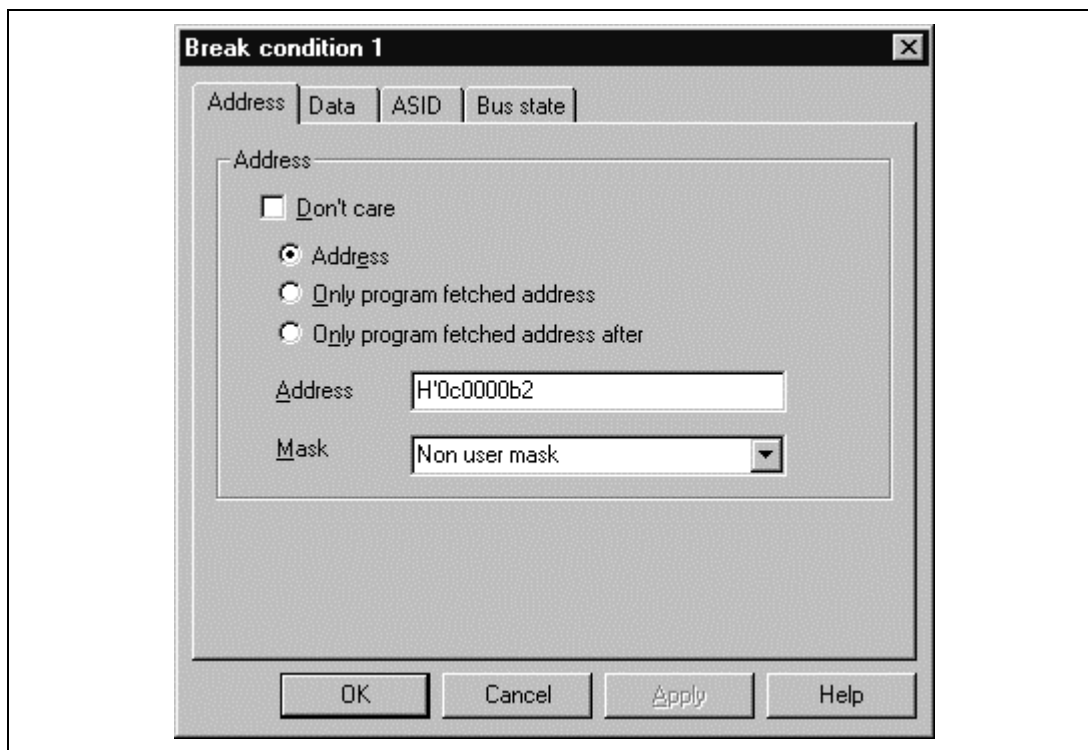 Break condition 1
Address Data ASID Bus state
Address
Don't care
Address
Only program fetched address
Only program fetched address after
Address H'0c0000b2
Mask Non user mask
OK Cancel Apply Help